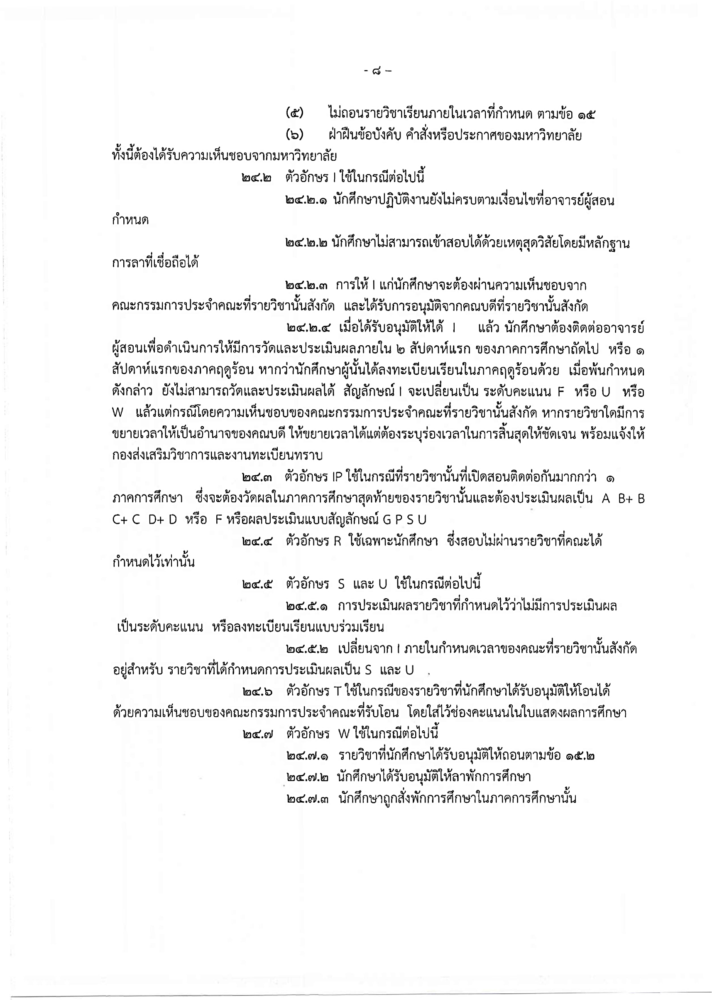 - ๘ –
(๕) ไม่ถอนรายวิชาเรียนภายในเวลาที่กำหนด ตามข้อ ๑๕
(๖) ฝ่าฝืนข้อบังคับ คำสั่งหรือประกาศของมหาวิทยาลัย
ทั้งนี้ต้องได้รับความเห็นชอบจากมหาวิทยาลัย
๒๔.๒ ตัวอักษร I ใช้ในกรณีต่อไปนี้
๒๔.๒.๑ นักศึกษาปฏิบัติงานยังไม่ครบตามเงื่อนไขที่อาจารย์ผู้สอน
กำหนด
๒๔.๒.๒ นักศึกษาไม่สามารถเข้าสอบได้ด้วยเหตุสุดวิสัยโดยมีหลักฐาน
การลาที่เชื่อถือได้
๒๔.๒.๓ การให้ I แก่นักศึกษาจะต้องผ่านความเห็นชอบจาก
คณะกรรมการประจำคณะที่รายวิชานั้นสังกัด และได้รับการอนุมัติจากคณบดีที่รายวิชานั้นสังกัด
๒๔.๒.๔ เมื่อได้รับอนุมัติให้ได้ I แล้ว นักศึกษาต้องติดต่ออาจารย์
ผู้สอนเพื่อดำเนินการให้มีการวัดและประเมินผลภายใน ๒ สัปดาห์แรก ของภาคการศึกษาถัดไป หรือ ๑
สัปดาห์แรกของภาคฤดูร้อน หากว่านักศึกษาผู้นั้นได้ลงทะเบียนเรียนในภาคฤดูร้อนด้วย เมื่อพ้นกำหนด
ดังกล่าว ยังไม่สามารถวัดและประเมินผลได้ สัญลักษณ์ I จะเปลี่ยนเป็น ระดับคะแนน F หรือ U หรือ
W แล้วแต่กรณีโดยความเห็นชอบของคณะกรรมการประจำคณะที่รายวิขานั้นสังกัด หากรายวิชาใดมีการ
ขยายเวลาให้เป็นอำนาจของคณบดี ให้ขยายเวลาได้แต่ต้องระบุร่องเวลาในการสิ้นสุดให้ชัดเจน พร้อมแจ้งให้
กองส่งเสริมวิชาการและงานทะเบียนทราบ
๒๔.๓ ตัวอักษร IP ใช้ในกรณีที่รายวิชานั้นที่เปิดสอนติดต่อกันมากกว่า ๑
ภาคการศึกษา ซึ่งจะต้องวัดผลในภาคการศึกษาสุดท้ายของรายวิชานั้นและต้องประเมินผลเป็น A B+ B
C+ C D+ D หรือ F หรือผลประเมินแบบสัญลักษณ์ G P S U
๒๔.๔ ตัวอักษร R ใช้เฉพาะนักศึกษา ซึ่งสอบไม่ผ่านรายวิชาที่คณะได้
กำหนดไว้เท่านั้น
๒๔.๕ ตัวอักษร S และ U ใช้ในกรณีต่อไปนี้
๒๔.๕.๑ การประเมินผลรายวิชาที่กำหนดไว้ว่าไม่มีการประเมินผล
เป็นระดับคะแนน หรือลงทะเบียนเรียนแบบร่วมเรียน
๒๔.๕.๒ เปลี่ยนจาก I ภายในกำหนดเวลาของคณะที่รายวิชานั้นสังกัด
อยู่สำหรับ รายวิชาที่ได้กำหนดการประเมินผลเป็น S และ U
๒๔.๖ ตัวอักษร T ใช้ในกรณีของรายวิชาที่นักศึกษาได้รับอนุมัติให้โอนได้
ด้วยความเห็นชอบของคณะกรรมการประจำคณะที่รับโอน โดยใส่ไว้ช่องคะแนนในใบแสดงผลการศึกษา
๒๔.๗ ตัวอักษร W ใช้ในกรณีต่อไปนี้
๒๔.๗.๑ รายวิชาที่นักศึกษาได้รับอนุมัติให้ถอนตามข้อ ๑๕.๒
๒๔.๗.๒ นักศึกษาได้รับอนุมัติให้ลาพักการศึกษา
๒๔.๗.๓ นักศึกษาถูกสั่งพักการศึกษาในภาคการศึกษานั้น